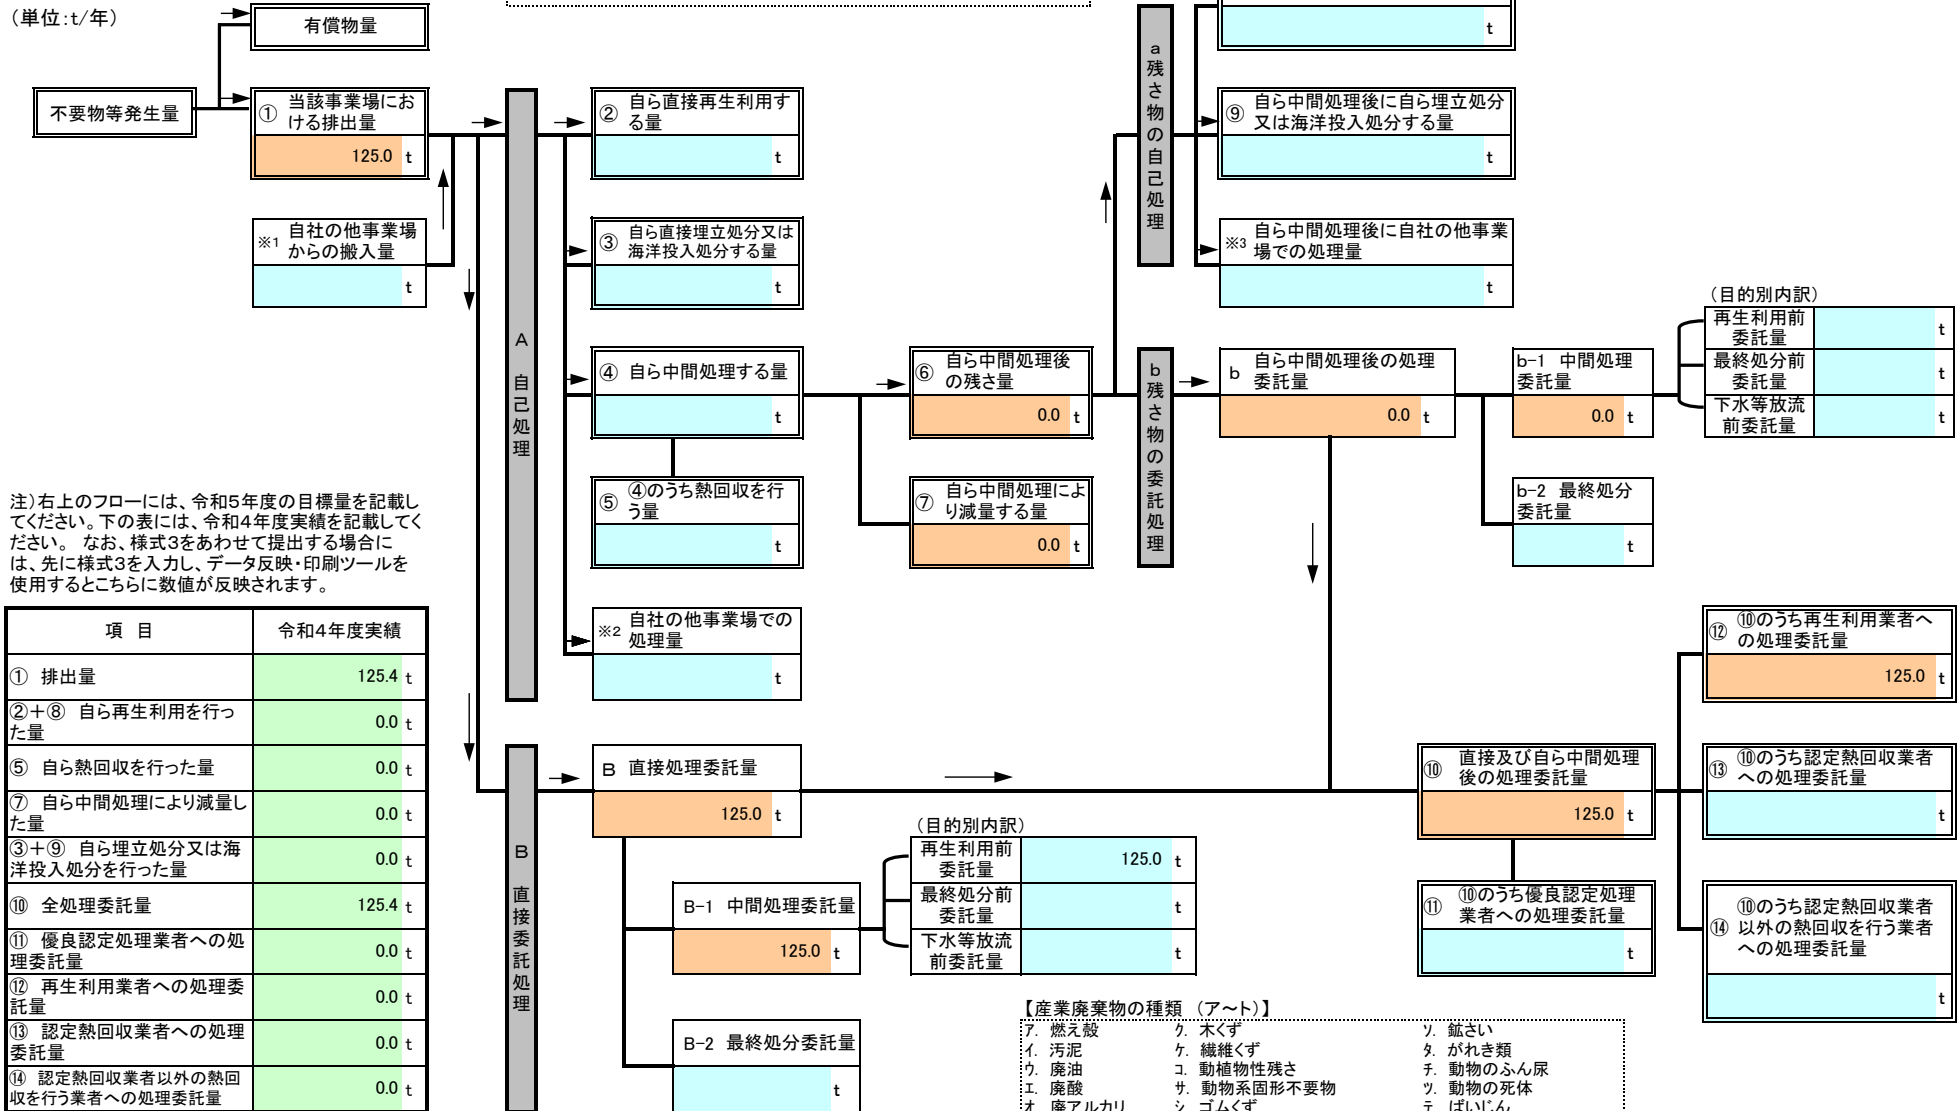 （単位：t/年）
有償物量
不要物等発生量
① 当該事業場にお
ける排出量
125.0 t
※1 自社の他事業場
からの搬入量
t
A 自己処理
② 自ら直接再生利用す
る量
t
③ 自ら直接埋立処分又は
海洋投入処分する量
t
④ 自ら中間処理する量
t
⑤ ④のうち熱回収を行
う量
t
※2 自社の他事業場での
処理量
t
⑥ 自ら中間処理後
の残さ量
0.0 t
⑦ 自ら中間処理によ
り減量する量
0.0 t
a 残さ物の自己処理
t
⑨ 自ら中間処理後に自ら埋立処分
又は海洋投入処分する量
t
※3 自ら中間処理後に自社の他事業
場での処理量
t
b 残さ物の委託処理
b 自ら中間処理後の処理
委託量
0.0 t
b-1 中間処理
委託量
0.0 t
（目的別内訳）
再生利用前
委託量
t
最終処分前
委託量
t
下水等放流
前委託量
t
b-2 最終処分
委託量
t
注）右上のフローには、令和５年度の目標量を記載し
てください。下の表には、令和４年度実績を記載してく
ださい。 なお、様式３をあわせて提出する場合に
は、先に様式３を入力し、データ反映・印刷ツールを
使用するとこちらに数値が反映されます。
項 目 令和４年度実績
① 排出量 125.4 t
②＋⑧ 自ら再生利用を行っ
た量 0.0 t
⑤ 自ら熱回収を行った量 0.0 t
⑦ 自ら中間処理により減量し
た量 0.0 t
③＋⑨ 自ら埋立処分又は海
洋投入処分を行った量 0.0 t
⑩ 全処理委託量 125.4 t
⑪ 優良認定処理業者への処
理委託量 0.0 t
⑫ 再生利用業者への処理委
託量 0.0 t
⑬ 認定熱回収業者への処理
委託量 0.0 t
⑭ 認定熱回収業者以外の熱回
収を行う業者への処理委託量 0.0 t
B 直接委託処理
B 直接処理委託量
125.0 t
B-1 中間処理委託量
125.0 t
（目的別内訳）
再生利用前
委託量
125.0 t
最終処分前
委託量
t
下水等放流
前委託量
t
B-2 最終処分委託量
t
⑩ 直接及び自ら中間処理
後の処理委託量
125.0 t
⑪ ⑩のうち優良認定処理
業者への処理委託量
t
⑫ ⑩のうち再生利用業者へ
の処理委託量
125.0 t
⑬ ⑩のうち認定熱回収業者
への処理委託量
t
⑭ ⑩のうち認定熱回収業者
以外の熱回収を行う業者
への処理委託量
t
【産業廃棄物の種類 （ア～ト）】
ア. 燃え殻 ク. 木くず ソ. 鉱さい
イ. 汚泥 ケ. 繊維くず タ. がれき類
ウ. 廃油 コ. 動植物性残さ チ. 動物のふん尿
エ. 廃酸 サ. 動物系固形不要物 ツ. 動物の死体
オ. 廃アルカリ シ. ゴムくず テ. ばいじん